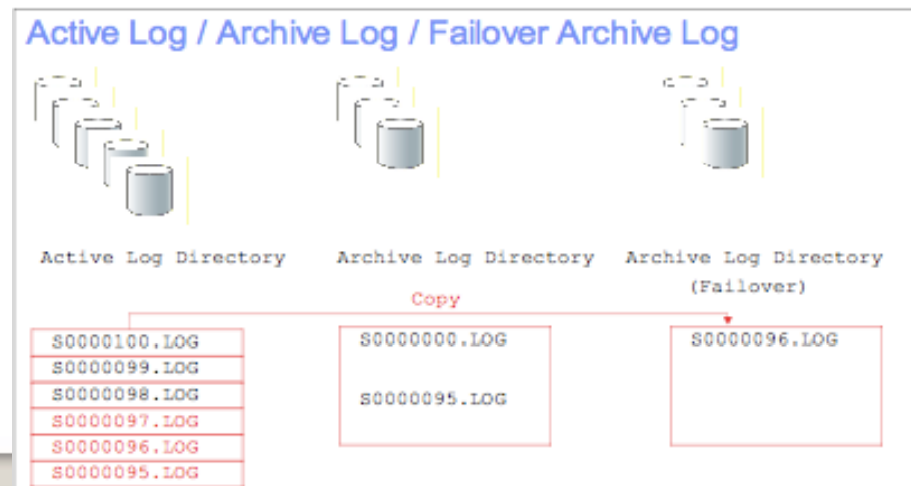 Active Log / Archive Log / Failover Archive Log
Active Log Directory
Archive Log Directory
Archive Log Directory
(Failover)
Copy
S0000100.LOG
S0000099.LOG
S0000098.LOG
S0000097.LOG
S0000096.LOG
S0000095.LOG
S0000000.LOG
S0000095.LOG
S0000096.LOG